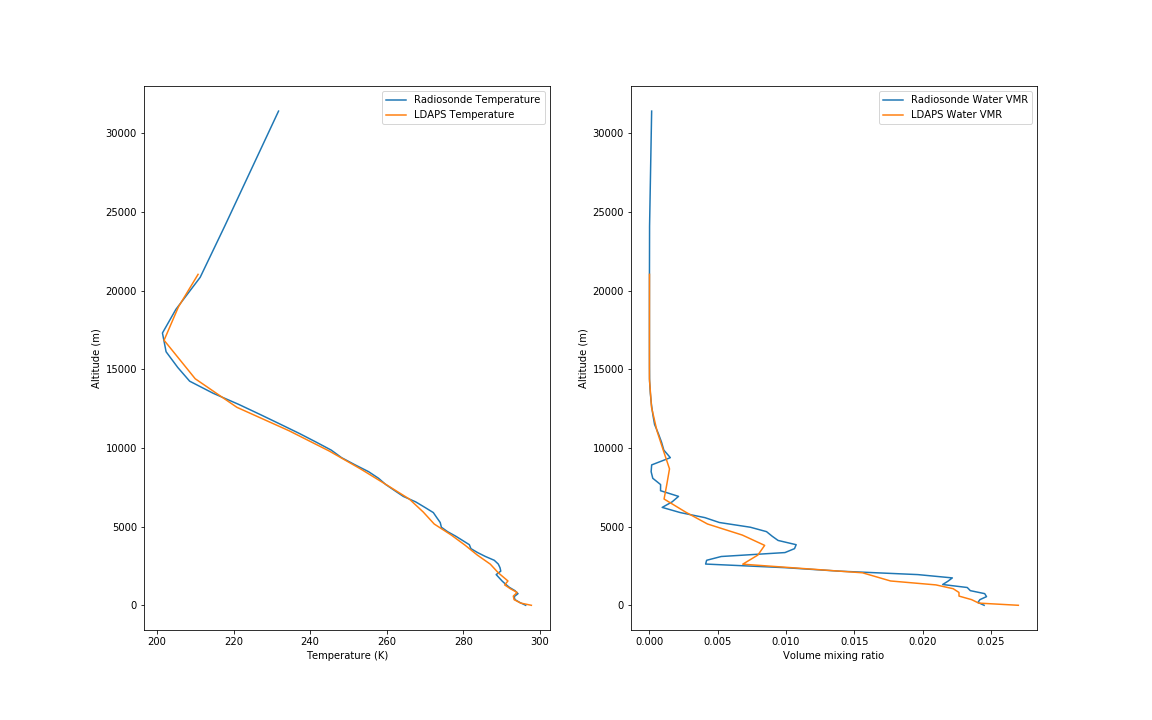 Radiosonde Temperature
LDAPS Temperature
30000
25000
20000
15000
10000
5000
0
Altitude (m)
200 220 240 260 280 300
Temperature (K)
Radiosonde Water VMR
LDAPS Water VMR
30000
25000
20000
15000
10000
5000
0
Altitude (m)
0.000 0.005 0.010 0.015 0.020 0.025
Volume mixing ratio